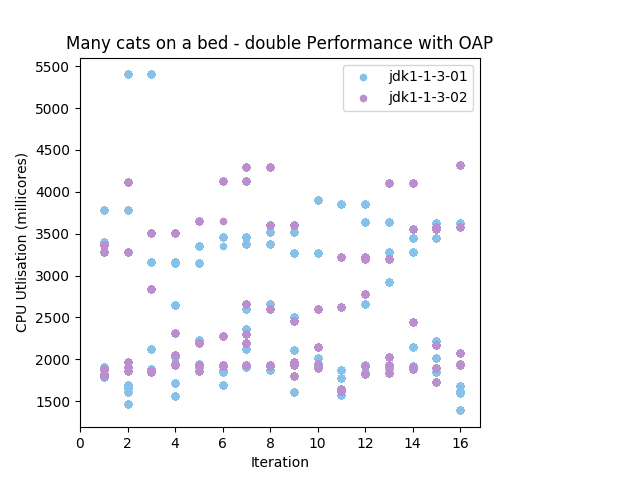 Many cats on a bed - double Performance with OAP
jdk1-1-3-01
jdk1-1-3-02
CPU Utlisation (millicores)
5500
5000
4500
4000
3500
3000
2500
2000
1500
0 2 4 6 8 10 12 14 16
Iteration